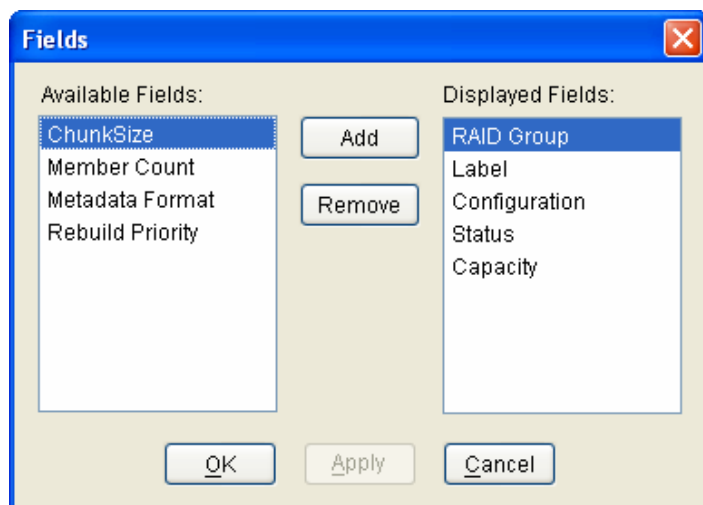 Fields
Available Fields:
ChunkSize
Member Count
Metadata Format
Rebuild Priority
Add
Remove
Displayed Fields:
RAID Group
Label
Configuration
Status
Capacity
OK
Apply
Cancel